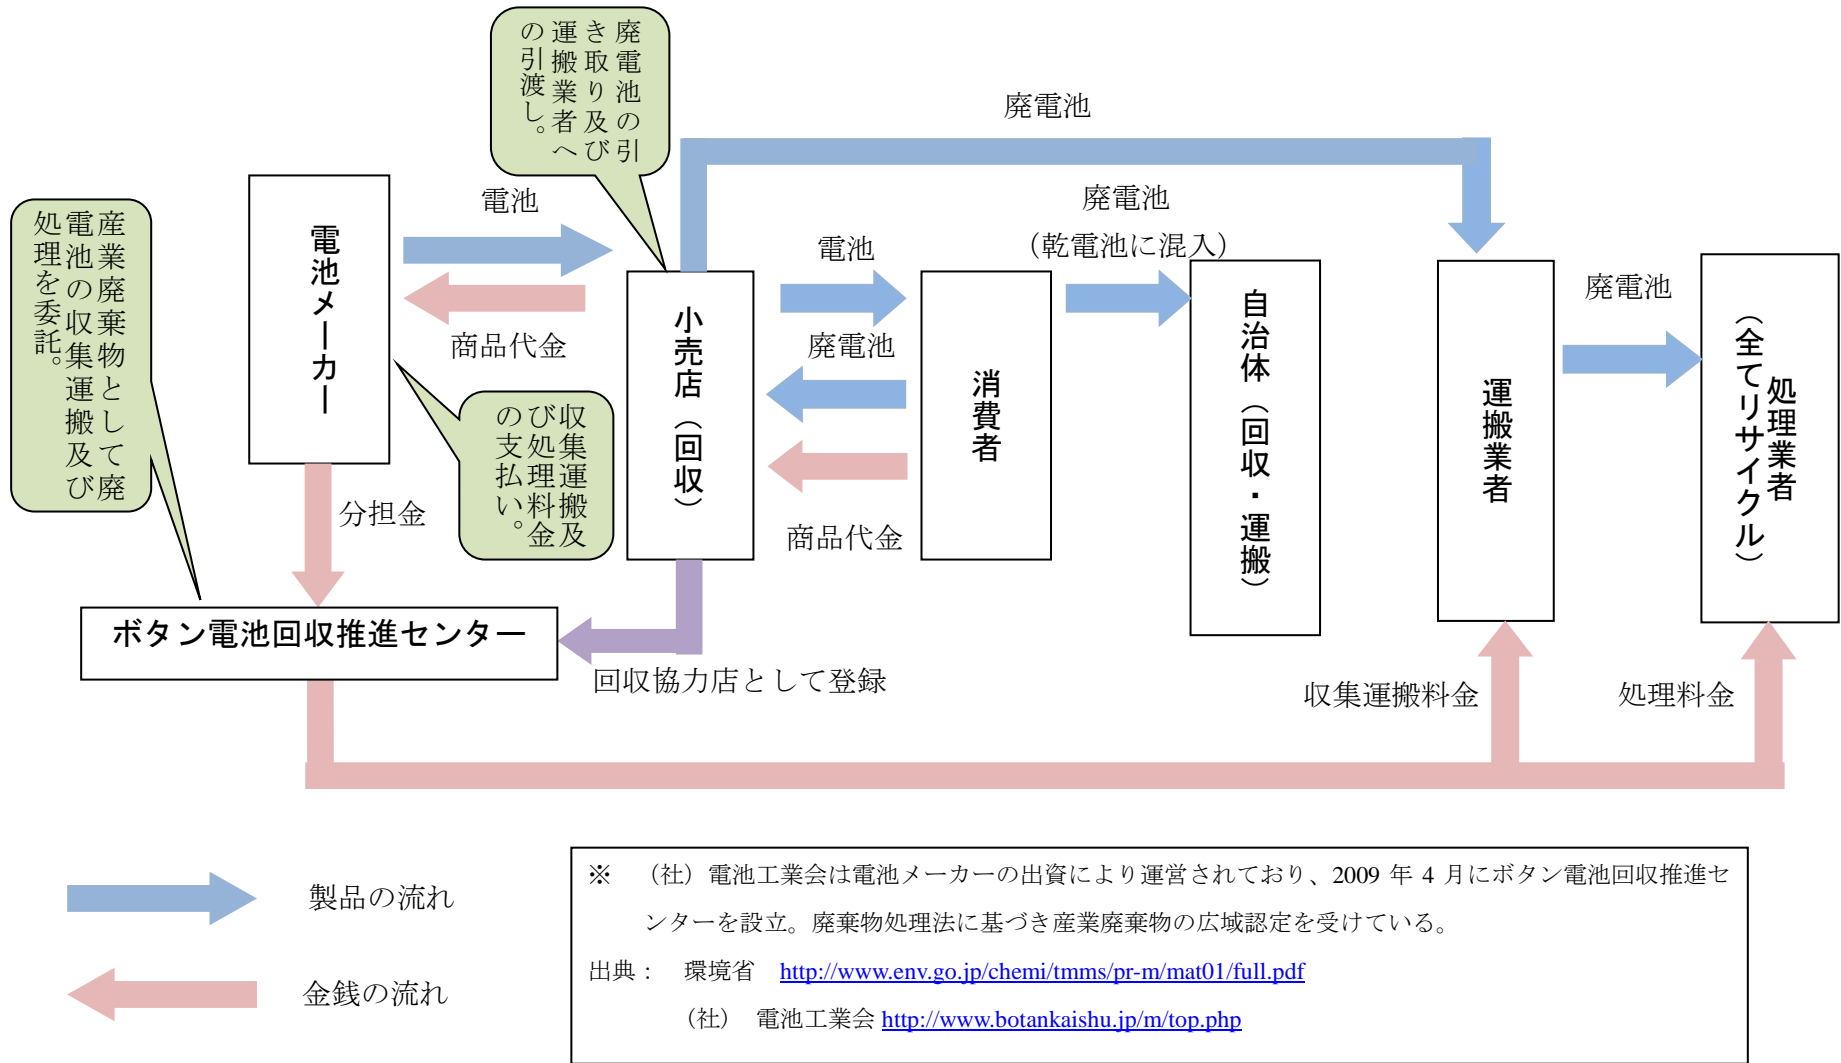 廃電池の引
き取り及び
運搬業者へ
の引渡し。
廃電池
電池
廃電池
（乾電池に混入）
産業廃棄物として廃
電池の収集運搬及び
処理を委託。
電池メーカー
商品代金
収集運搬及
び処理料金
の支払い。
小売店（回収）
電池
廃電池
商品代金
消費者
自治体（回収・運搬）
運搬業者
廃電池
処理業者
（全てリサイクル）
分担金
ボタン電池回収推進センター
回収協力店として登録
収集運搬料金
処理料金
製品の流れ
金銭の流れ
※　（社）電池工業会は電池メーカーの出資により運営されており、2009 年 4 月にボタン電池回収推進セ
ンターを設立。廃棄物処理法に基づき産業廃棄物の広域認定を受けている。
出典：　環境省　http://www.env.go.jp/chemi/tmms/pr-m/mat01/full.pdf
（社）　電池工業会 http://www.botankaishu.jp/m/top.php